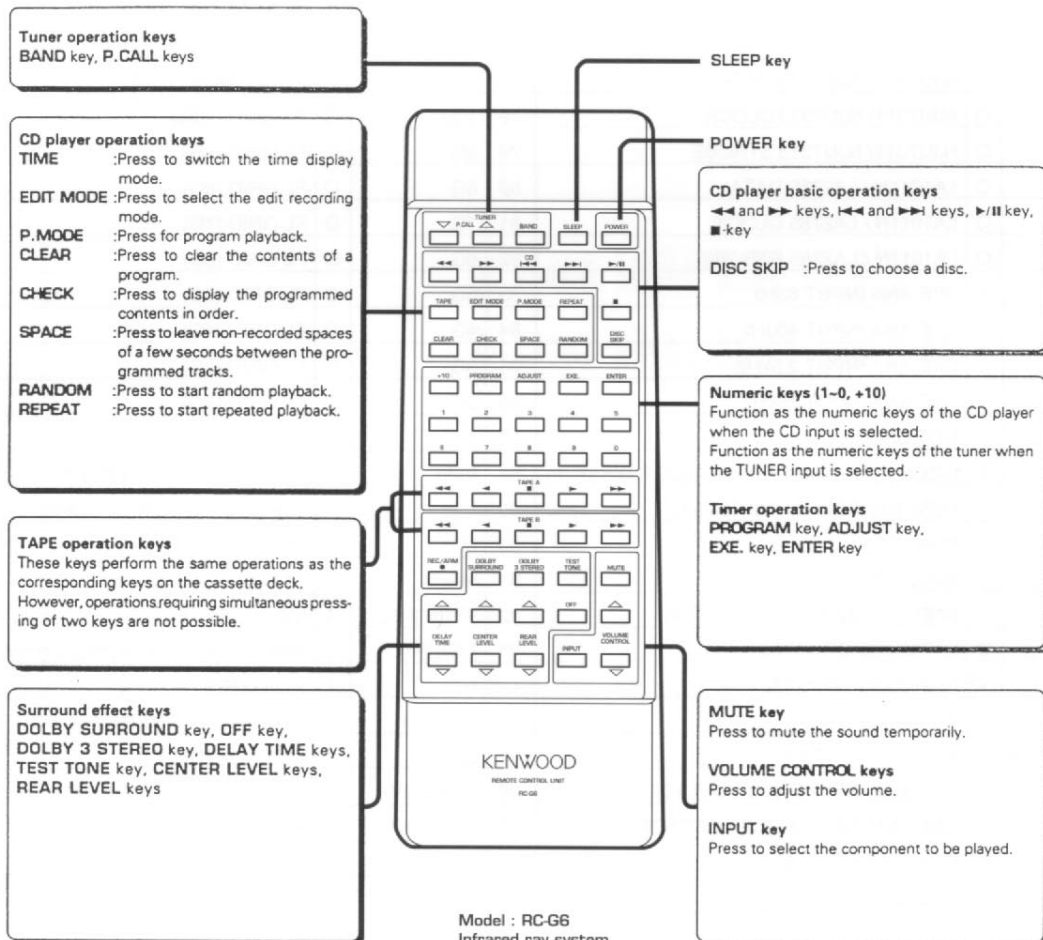 Tuner operation keys
BAND key, P.CALL keys
SLEEP key
POWER key
CD player operation keys
TIME :Press to switch the time display
mode.
EDIT MODE :Press to select the edit recording
mode.
P.MODE :Press for program playback.
CLEAR :Press to clear the contents of a
program.
CHECK :Press to display the programmed
contents in order.
SPACE :Press to leave non-recorded spaces
of a few seconds between the pro-
grammed tracks.
RANDOM :Press to start random playback.
REPEAT :Press to start repeated playback.
TAPE operation keys
These keys perform the same operations as the
corresponding keys on the cassette deck.
However, operations requiring simultaneous press-
ing of two keys are not possible.
Surround effect keys
DOLBY SURROUND key, OFF key,
DOLBY 3 STEREO key, DELAY TIME keys,
TEST TONE key, CENTER LEVEL keys,
REAR LEVEL keys
TUNER
▽ P.CALL △ BAND SLEEP POWER
CD
◄◄ ►► I◄◄ ►►I ►/II
TAPE EDIT MODE P.MODE REPEAT ■
CLEAR CHECK SPACE RANDOM DISC
SKIP
+10 PROGRAM ADJUST EXE. ENTER
1 2 3 4 5
6 7 8 9 0
TAPE A
◄◄ ◄ ■ ► ►►
TAPE B
◄◄ ◄ ■ ► ►►
REC/ARM ● DOLBY
SURROUND DOLBY
3 STEREO TEST
TONE MUTE
OFF
DELAY
TIME CENTER
LEVEL REAR
LEVEL INPUT VOLUME
CONTROL
KENWOOD
REMOTE CONTROL UNIT
RC-G6
CD player basic operation keys
◄◄ and ►► keys, I◄◄ and ►►I keys, ►/II key,
■-key
DISC SKIP :Press to choose a disc.
Numeric keys (1~0, +10)
Function as the numeric keys of the CD player
when the CD input is selected.
Function as the numeric keys of the tuner when
the TUNER input is selected.
Timer operation keys
PROGRAM key, ADJUST key,
EXE. key, ENTER key
MUTE key
Press to mute the sound temporarily.
VOLUME CONTROL keys
Press to adjust the volume.
INPUT key
Press to select the component to be played.
Model : RC-G6
Infrared ray system